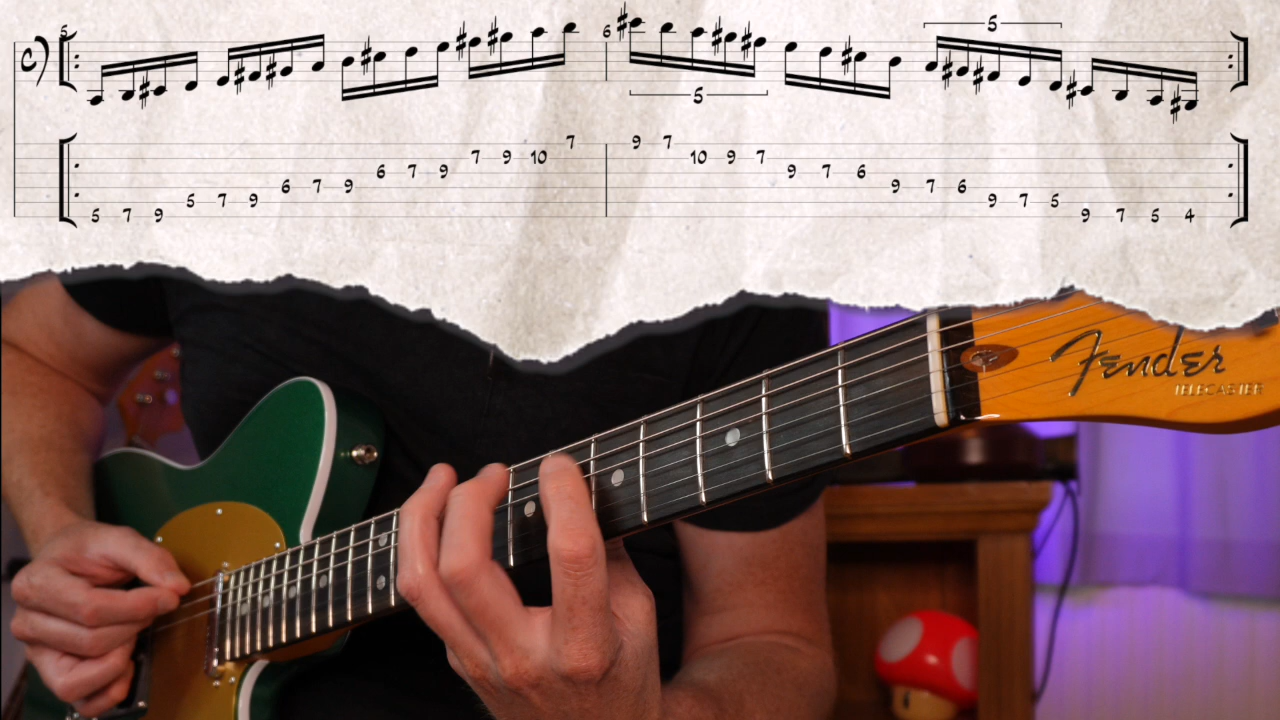 5 6 5
5
7 9 7
7 9 10 10 9 7
6 7 9 9 7 6
6 7 9 9 7 6
5 7 9 9 7 5
5 7 9 9 7 5 4
Fender
TELECASTER